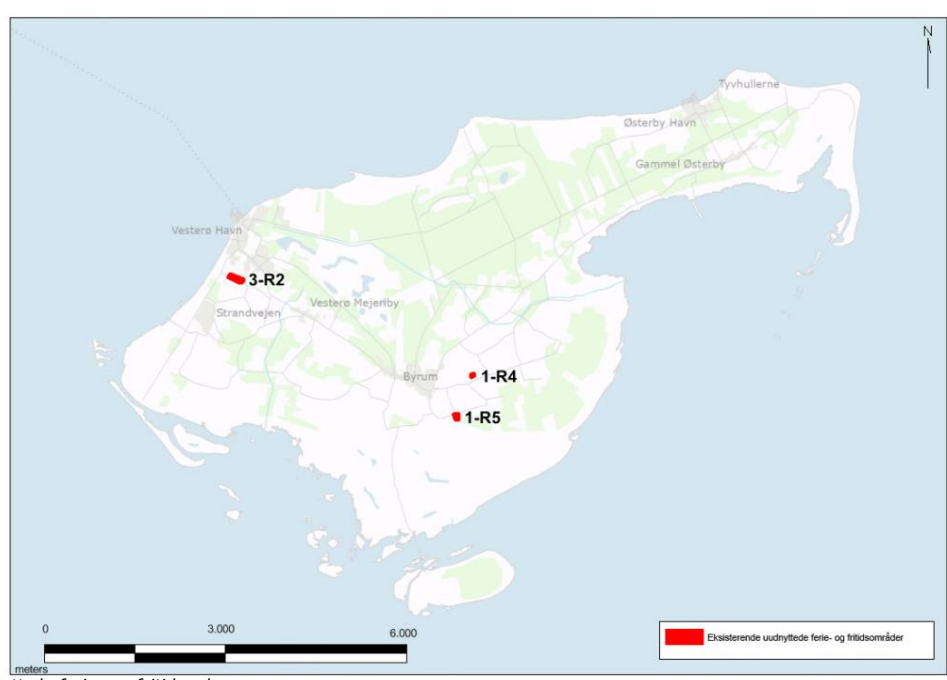 N
Tyvhullerne
Østerby Havn
Gammel Østerby
Vesterø Havn
3-R2
Vesterø Mejeriby
Strandvejen
Byrum
1-R4
1-R5
0 3.000 6.000
meters
Eksisterende uudnyttede ferie- og fritidsområder